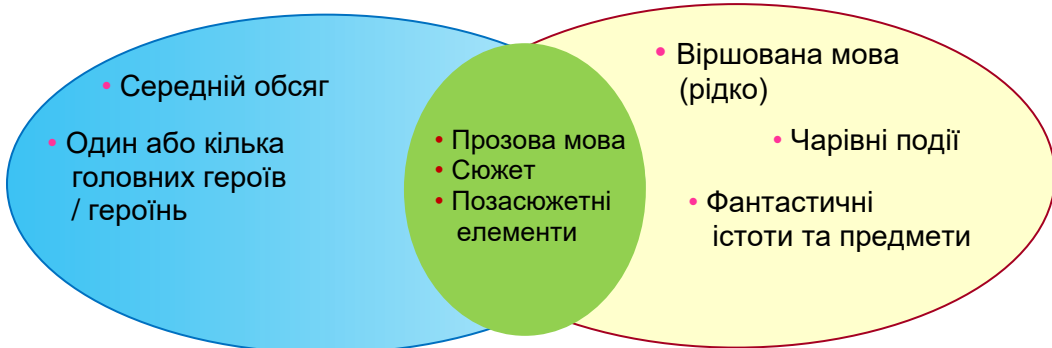 • Середній обсяг
• Один або кілька
головних героїв
/ героїнь
• Прозова мова
• Сюжет
• Позасюжетні
елементи
• Віршована мова
(рідко)
• Чарівні події
• Фантастичні
істоти та предмети